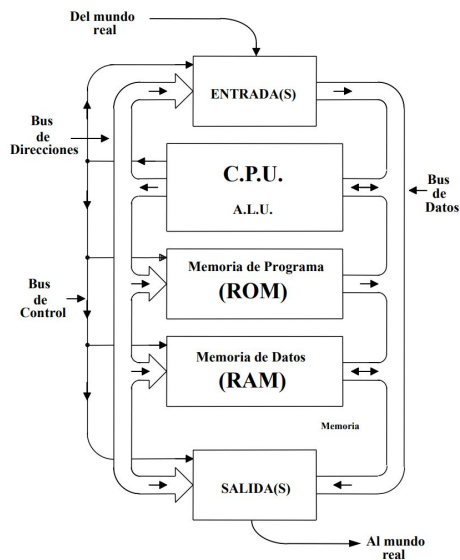 Del mundo
real
ENTRADA(S)
Bus
de
Direcciones
C.P.U.
A.L.U.
Bus
de
Datos
Memoria de Programa
(ROM)
Bus
de
Control
Memoria de Datos
(RAM)
Memoria
SALIDA(S)
Al mundo
real